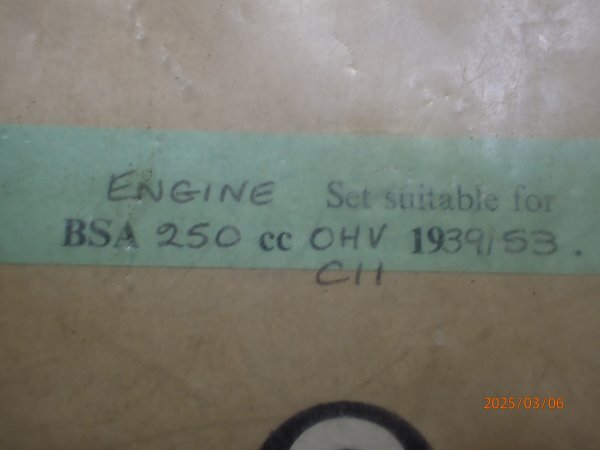 ENGINE Set suitable for
BSA 250 cc OHV 1939/53.
C11
2025/03/06